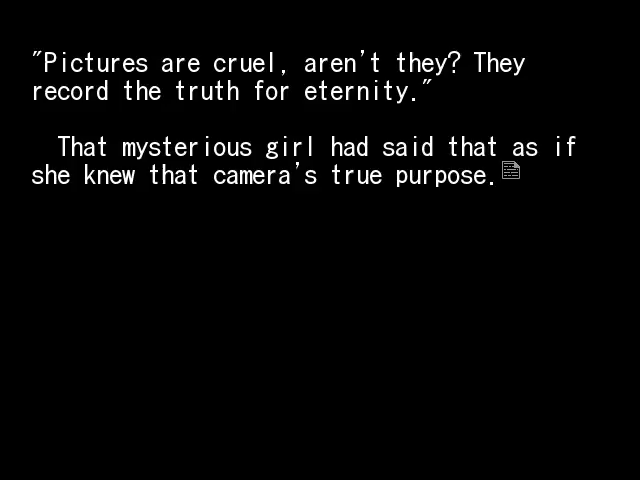 "Pictures are cruel, aren't they? They
record the truth for eternity."
That mysterious girl had said that as if
she knew that camera's true purpose.